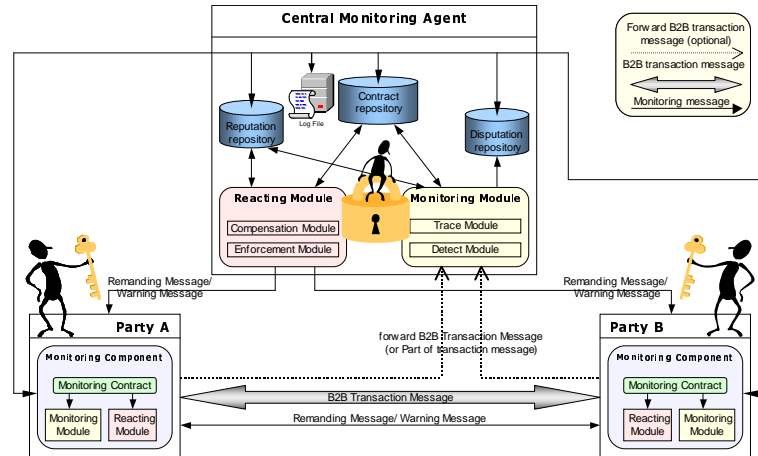 Central Monitoring Agent
Forward B2B transaction
message (optional)
B2B transaction message
Monitoring message
Log File
Contract
repository
Reputation
repository
Disputation
repository
Reacting Module
Compensation Module
Enforcement Module
Monitoring Module
Trace Module
Detect Module
Remanding Message/
Warning Message
Remanding Message/
Warning Message
Party A
Monitoring Component
Monitoring Contract
Monitoring
Module
Reacting
Module
forward B2B Transaction Message
(or Part of transaction message)
B2B Transaction Message
Remanding Message/ Warning Message
Party B
Monitoring Component
Monitoring Contract
Reacting
Module
Monitoring
Module